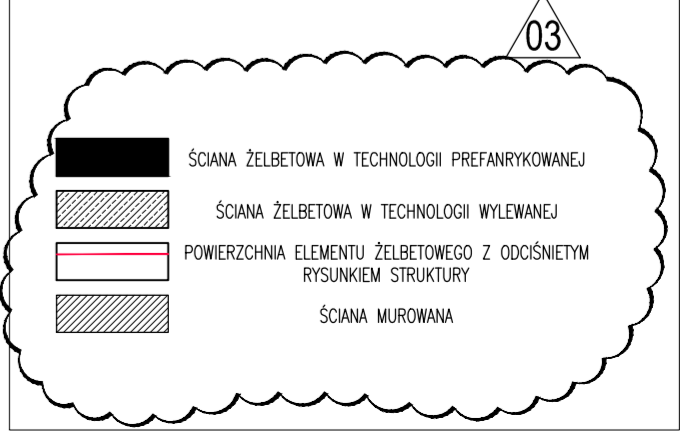 03
ŚCIANA ŻELBETOWA W TECHNOLOGII PREFANRYKOWANEJ
ŚCIANA ŻELBETOWA W TECHNOLOGII WYLEWANEJ
POWIERZCHNIA ELEMENTU ŻELBETOWEGO Z ODCIŚNIETYM
RYSUNKIEM STRUKTURY
ŚCIANA MUROWANA